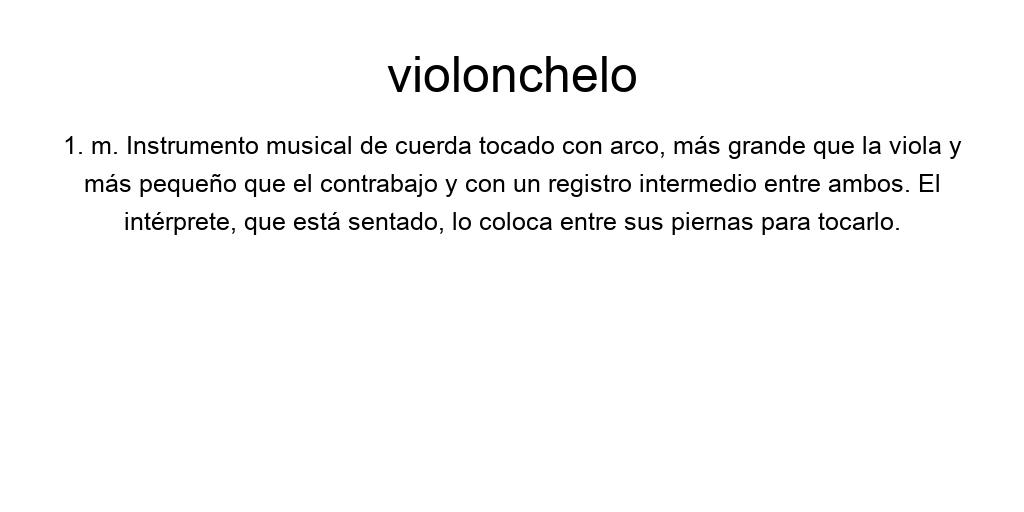 violonchelo
1. m. Instrumento musical de cuerda tocado con arco, más grande que la viola y
más pequeño que el contrabajo y con un registro intermedio entre ambos. El
intérprete, que está sentado, lo coloca entre sus piernas para tocarlo.